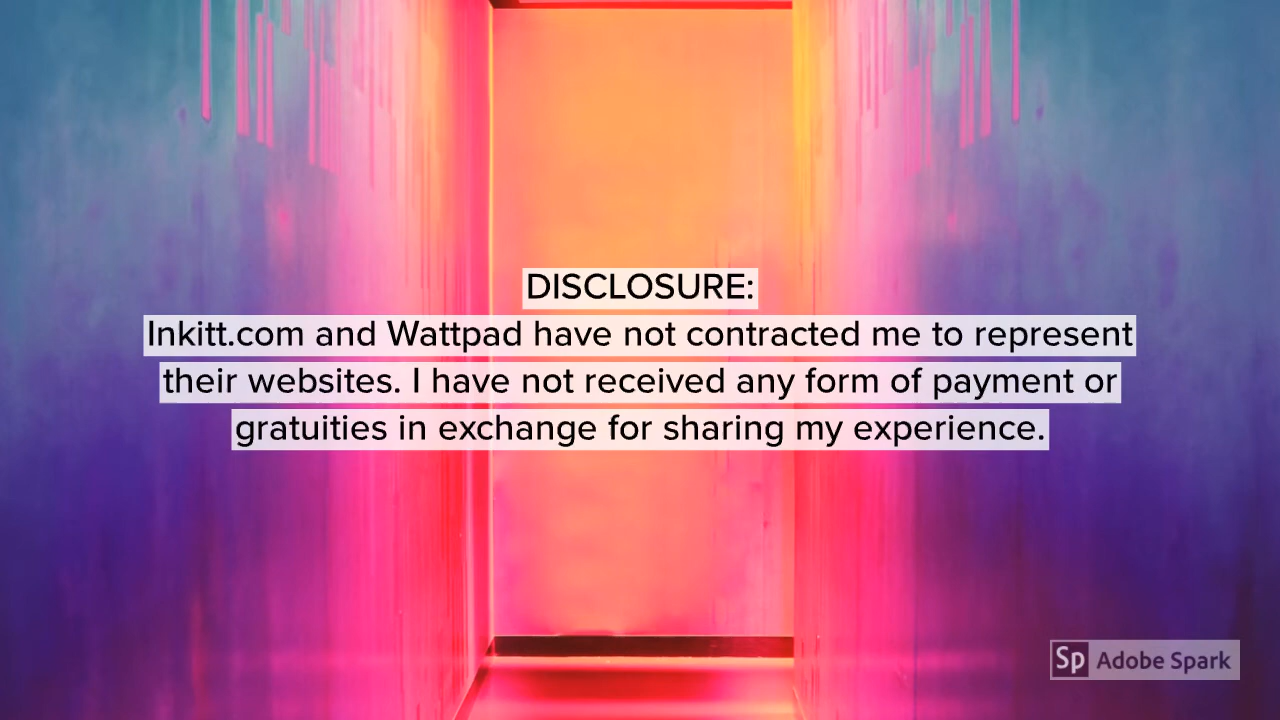 DISCLOSURE:
Inkitt.com and Wattpad have not contracted me to represent
their websites. I have not received any form of payment or
gratuities in exchange for sharing my experience.
Sp Adobe Spark